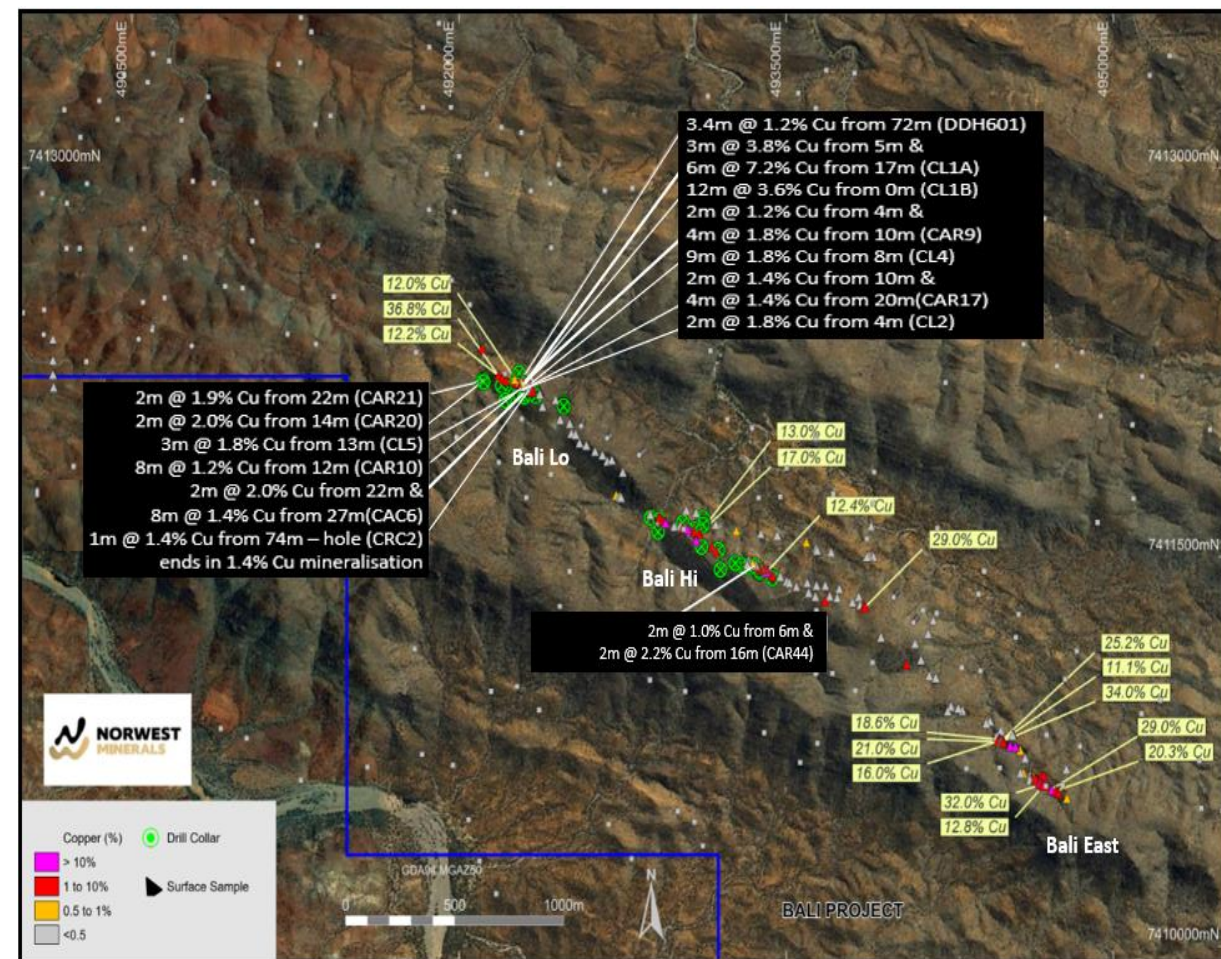 490500mE
492000mE
493500mE
495000mE
7413000mN
7413000mN
3.4m @ 1.2% Cu from 72m (DDH601)
3m @ 3.8% Cu from 5m &
6m @ 7.2% Cu from 17m (CL1A)
12m @ 3.6% Cu from 0m (CL1B)
2m @ 1.2% Cu from 4m &
4m @ 1.8% Cu from 10m (CAR9)
9m @ 1.8% Cu from 8m (CL4)
2m @ 1.4% Cu from 10m &
4m @ 1.4% Cu from 20m(CAR17)
2m @ 1.8% Cu from 4m (CL2)
12.0% Cu
36.8% Cu
12.2% Cu
2m @ 1.9% Cu from 22m (CAR21)
2m @ 2.0% Cu from 14m (CAR20)
3m @ 1.8% Cu from 13m (CL5)
8m @ 1.2% Cu from 12m (CAR10)
2m @ 2.0% Cu from 22m &
8m @ 1.4% Cu from 27m(CAC6)
1m @ 1.4% Cu from 74m – hole (CRC2)
ends in 1.4% Cu mineralisation
Bali Lo
13.0% Cu
17.0% Cu
12.4% Cu
29.0% Cu
7411500mN
Bali Hi
2m @ 1.0% Cu from 6m &
2m @ 2.2% Cu from 16m (CAR44)
25.2% Cu
11.1% Cu
34.0% Cu
18.6% Cu
21.0% Cu
16.0% Cu
29.0% Cu
20.3% Cu
32.0% Cu
12.8% Cu
Bali East
NORWEST
MINERALS
Copper (%)
> 10%
1 to 10%
0.5 to 1%
<0.5
Drill Collar
Surface Sample
GDA94 MGAZ50
0 500 1000m
N
BALI PROJECT
7410000mN